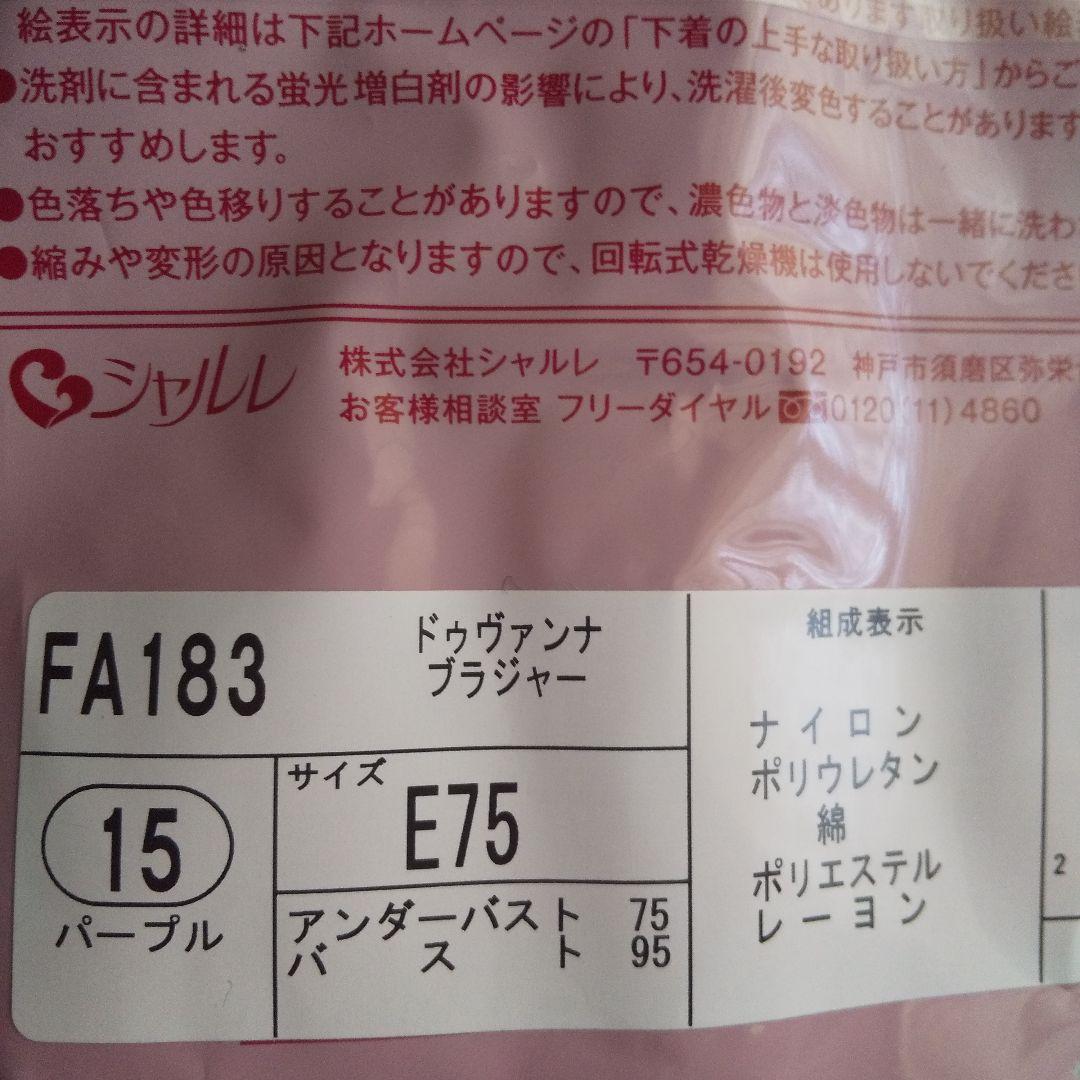 あります
取り扱い絵
絵表示の詳細は下記ホームページの「下着の上手な取り扱い方」からご
●洗剤に含まれる蛍光増白剤の影響により、洗濯後変色することがあります
おすすめします。
●色落ちや色移りすることがありますので、濃色物と淡色物は一緒に洗わ
●縮みや変形の原因となりますので、回転式乾燥機は使用しないでくださ
シャルレ
株式会社シャルレ 〒654-0192 神戸市須磨区弥栄
お客様相談室 フリーダイヤル 0120(11)4860
FA183
ドゥヴァンナ
ブラジャー
15
パープル
サイズ
E75
アンダーバスト 75
バスト 95
組成表示
ナイロン
ポリウレタン
綿
ポリエステル
レーヨン
2